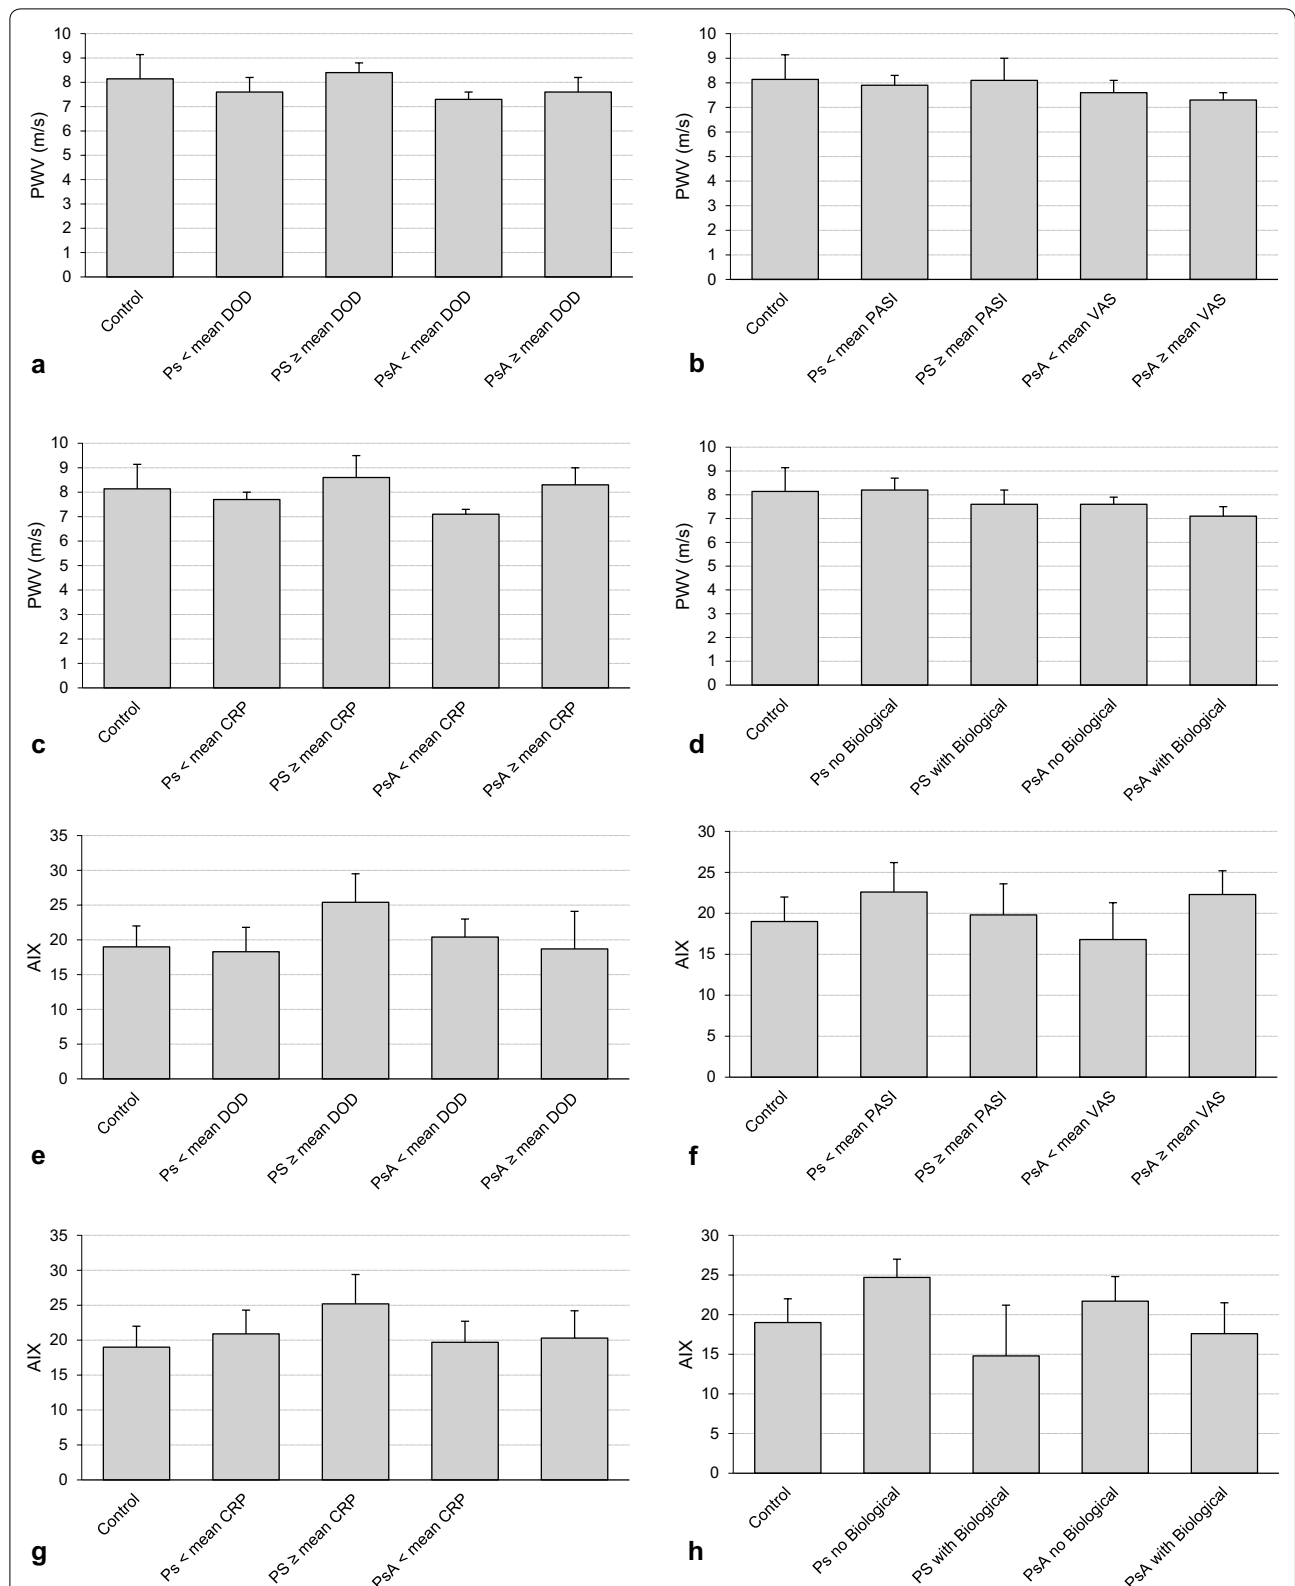 10
9
8
7
6
5
4
3
2
1
0
PWV (m/s)
Control
Ps < mean DOD
PS ≥ mean DOD
PsA < mean DOD
PsA ≥ mean DOD
a
10
9
8
7
6
5
4
3
2
1
0
PWV (m/s)
Control
Ps < mean PASI
PS ≥ mean PASI
PsA < mean VAS
PsA ≥ mean VAS
b
10
9
8
7
6
5
4
3
2
1
0
PWV (m/s)
Control
Ps < mean CRP
PS ≥ mean CRP
PsA < mean CRP
PsA ≥ mean CRP
c
10
9
8
7
6
5
4
3
2
1
0
PWV (m/s)
Control
Ps no Biological
PS with Biological
PsA no Biological
PsA with Biological
d
35
30
25
20
15
10
5
0
AIX
Control
Ps < mean DOD
PS ≥ mean DOD
PsA < mean DOD
PsA ≥ mean DOD
e
30
25
20
15
10
5
0
AIX
Control
Ps < mean PASI
PS ≥ mean PASI
PsA < mean VAS
PsA ≥ mean VAS
f
35
30
25
20
15
10
5
0
AIX
Control
Ps < mean CRP
PS ≥ mean CRP
PsA < mean CRP
g
30
25
20
15
10
5
0
AIX
Control
Ps no Biological
PS with Biological
PsA no Biological
PsA with Biological
h